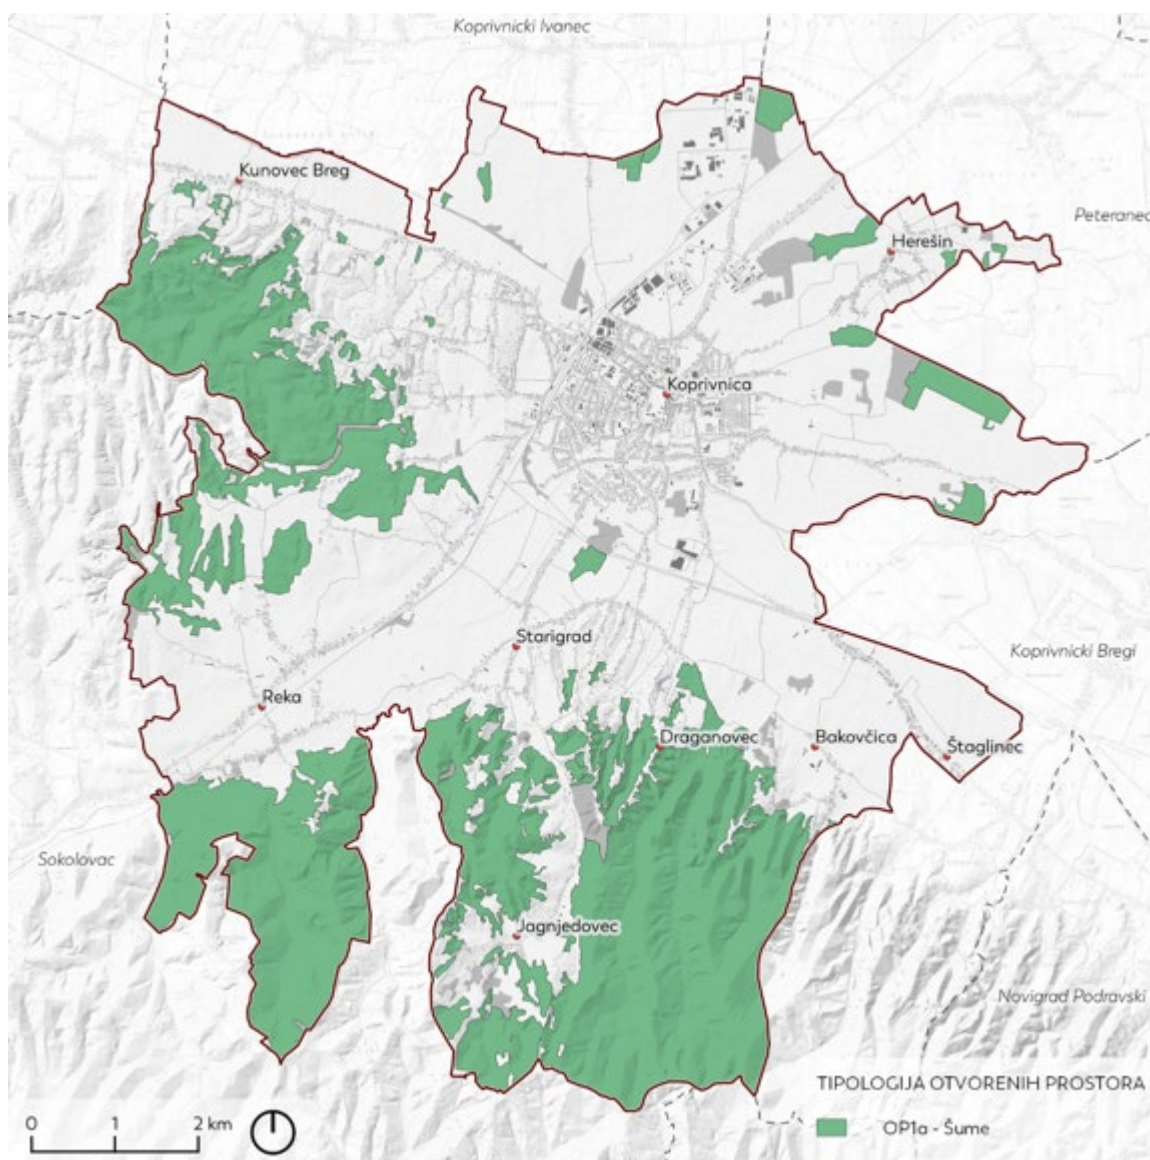 Koprivnicki Ivanec
Kunovec Breg
Peteranec
Herešin
Koprivnica
Starigrad
Koprivnički Bregi
Reka
Draganovec
Bakovčica
Štaglinec
Sokolovac
Jagnjedovec
Novigrad Podravski
TIPOLOGIJA OTVORENIH PROSTORA
0 1 2 km
OP1a - Šume